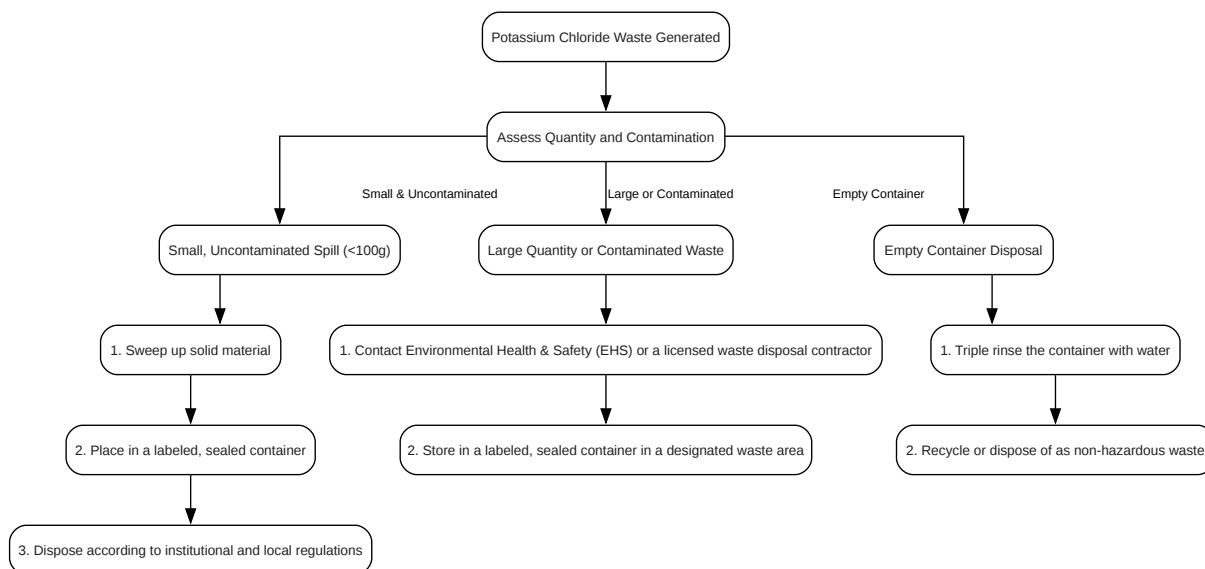 Potassium Chloride Waste Generated
Assess Quantity and Contamination
Small & Uncontaminated
Large or Contaminated
Empty Container
Small, Uncontaminated Spill (<100g)
Large Quantity or Contaminated Waste
Empty Container Disposal
1. Sweep up solid material
1. Contact Environmental Health & Safety (EHS) or a licensed waste disposal contractor
1. Triple rinse the container with water
2. Place in a labeled, sealed container
2. Store in a labeled, sealed container in a designated waste area
2. Recycle or dispose of as non-hazardous waste
3. Dispose according to institutional and local regulations